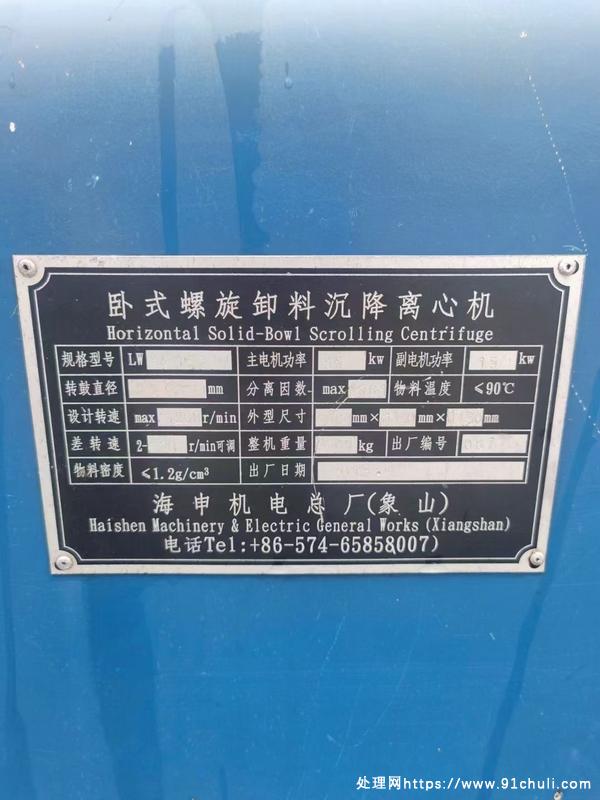 卧式螺旋卸料沉降离心机
Horizontal Solid-Bowl Scrolling Centrifuge
规格型号 LW 主电机功率 kw 副电机功率 kw
转鼓直径 mm 分离因数 max 物料温度 ≤90℃
设计转速 max r/min 外型尺寸 mm× mm× mm
差转速 2- r/min可调 整机重量 kg 出厂编号
物料密度 ≤1.2g/cm³ 出厂日期
海申机电总厂(象山)
Haishen Machinery & Electric General Works (Xiangshan)
电话Tel:+86-574-65858007)
处理网https://www.91chuli.com/